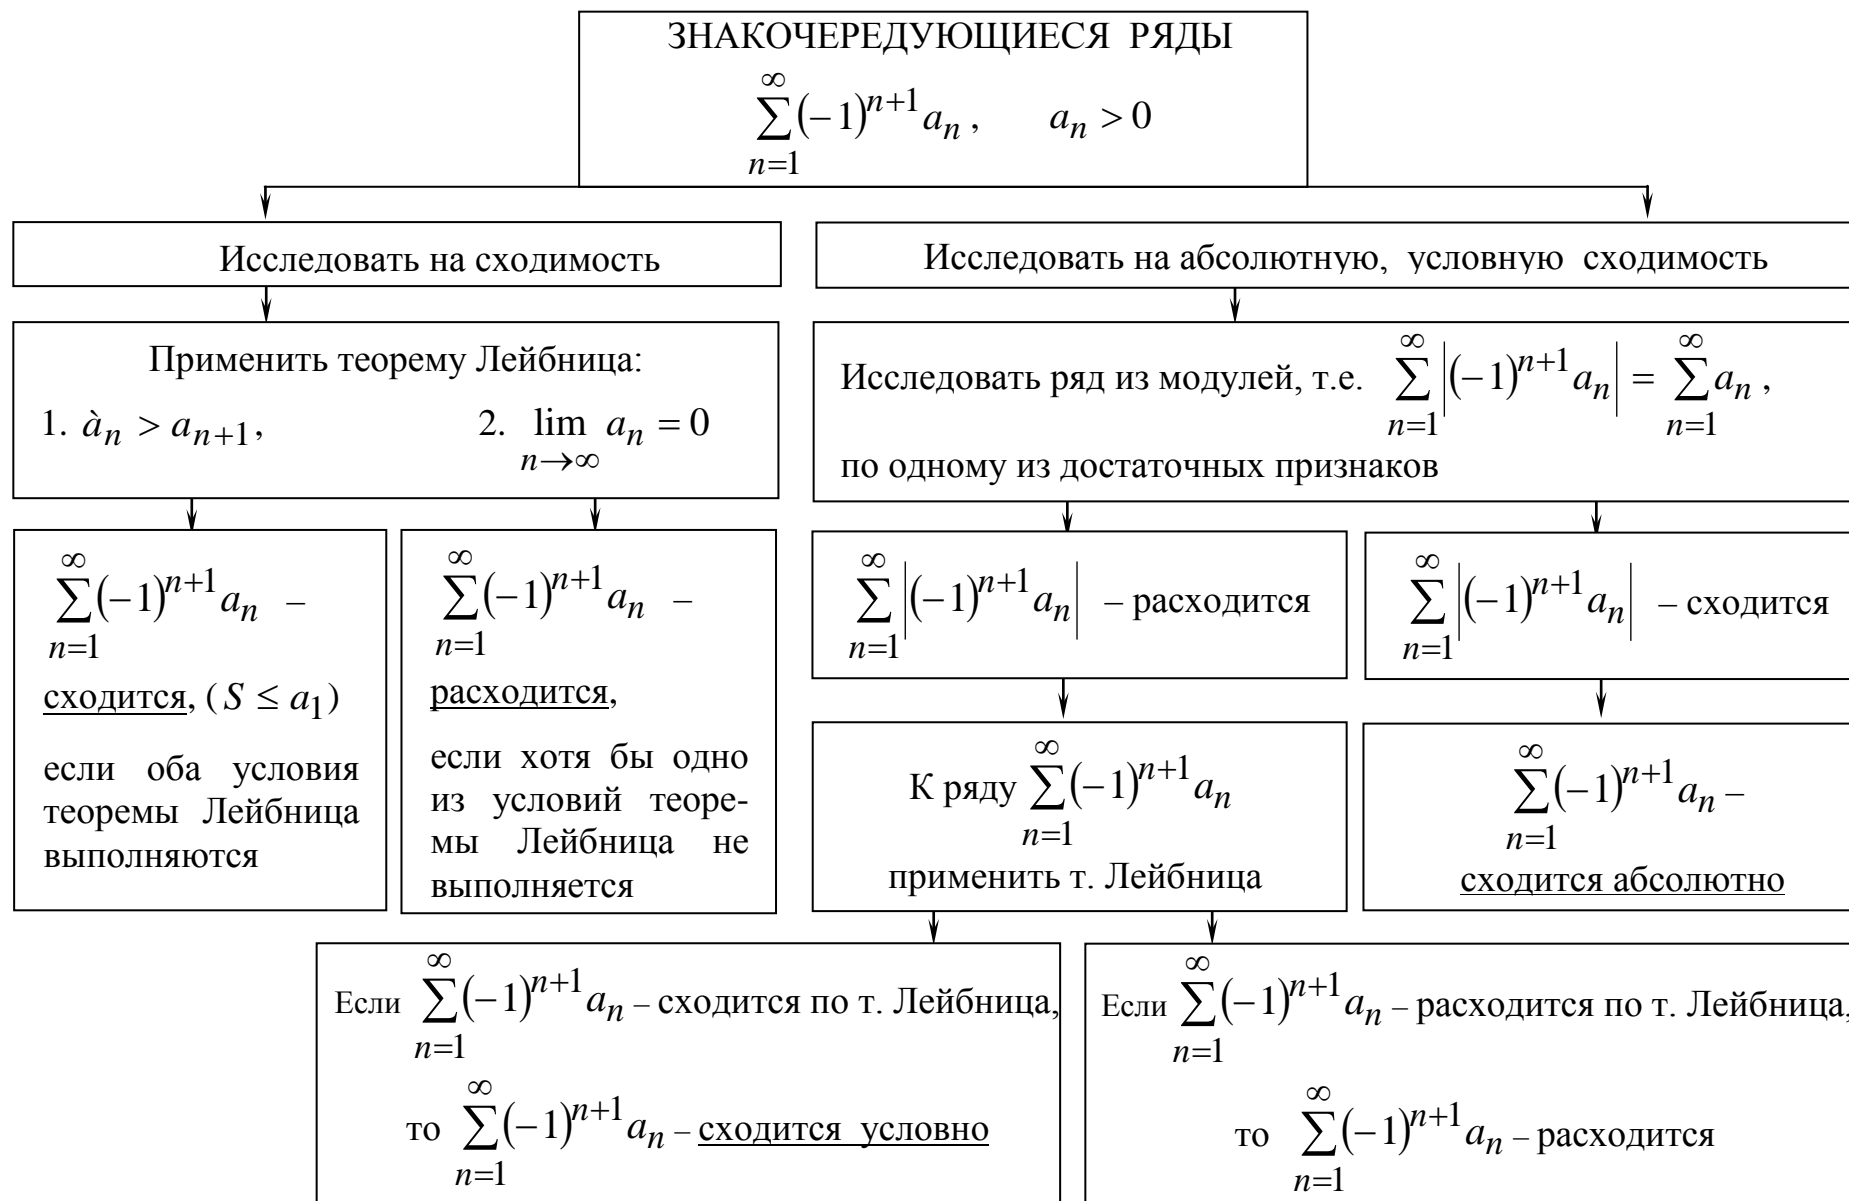 ЗНАКОЧЕРЕДУЮЩИЕСЯ РЯДЫ
∞∑n=1 (−1)^{n+1} a_n , a_n > 0
Исследовать на сходимость
Исследовать на абсолютную, условную сходимость
Применить теорему Лейбница:
1. à_n > a_{n+1}, 2. lim n→∞ a_n = 0
Исследовать ряд из модулей, т.е. ∞∑n=1 |(−1)^{n+1} a_n| = ∞∑n=1 a_n ,
по одному из достаточных признаков
∞∑n=1 (−1)^{n+1} a_n –
сходится, ( S ≤ a_1 )
если оба условия
теоремы Лейбница
выполняются
∞∑n=1 (−1)^{n+1} a_n –
расходится,
если хотя бы одно
из условий теоре-
мы Лейбница не
выполняется
∞∑n=1 |(−1)^{n+1} a_n| – расходится
∞∑n=1 |(−1)^{n+1} a_n| – сходится
К ряду ∞∑n=1 (−1)^{n+1} a_n
применить т. Лейбница
∞∑n=1 (−1)^{n+1} a_n –
сходится абсолютно
Если ∞∑n=1 (−1)^{n+1} a_n – сходится по т. Лейбница,
то ∞∑n=1 (−1)^{n+1} a_n – сходится условно
Если ∞∑n=1 (−1)^{n+1} a_n – расходится по т. Лейбница,
то ∞∑n=1 (−1)^{n+1} a_n – расходится